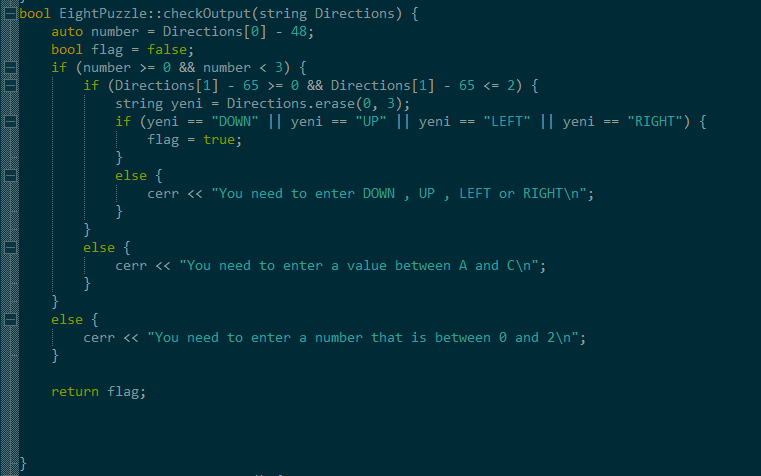 bool EightPuzzle::checkOutput(string Directions) {
    auto number = Directions[0] - 48;
    bool flag = false;
    if (number >= 0 && number < 3) {
        if (Directions[1] - 65 >= 0 && Directions[1] - 65 <= 2) {
            string yeni = Directions.erase(0, 3);
            if (yeni == "DOWN" || yeni == "UP" || yeni == "LEFT" || yeni == "RIGHT") {
                flag = true;
            }
            else {
                cerr << "You need to enter DOWN , UP , LEFT or RIGHT\n";
            }
        }
        else {
            cerr << "You need to enter a value between A and C\n";
        }
    }
    else {
        cerr << "You need to enter a number that is between 0 and 2\n";
    }

    return flag;



}